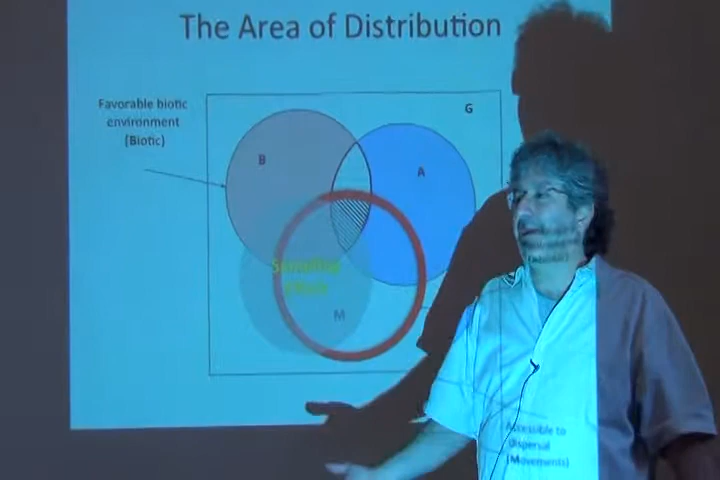 The Area of Distribution
Favorable biotic
environment
(Biotic)
G
B
A
M
Accessible to
dispersal
(Movements)